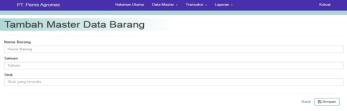 PT. Panca Agromas Halaman Utama Data Master Transaksi Laporan Keluar
Tambah Master Data Barang
Nama Barang
Nama Barang
Satuan
Satuan
Stok
Stok yang tersedia
Back Simpan